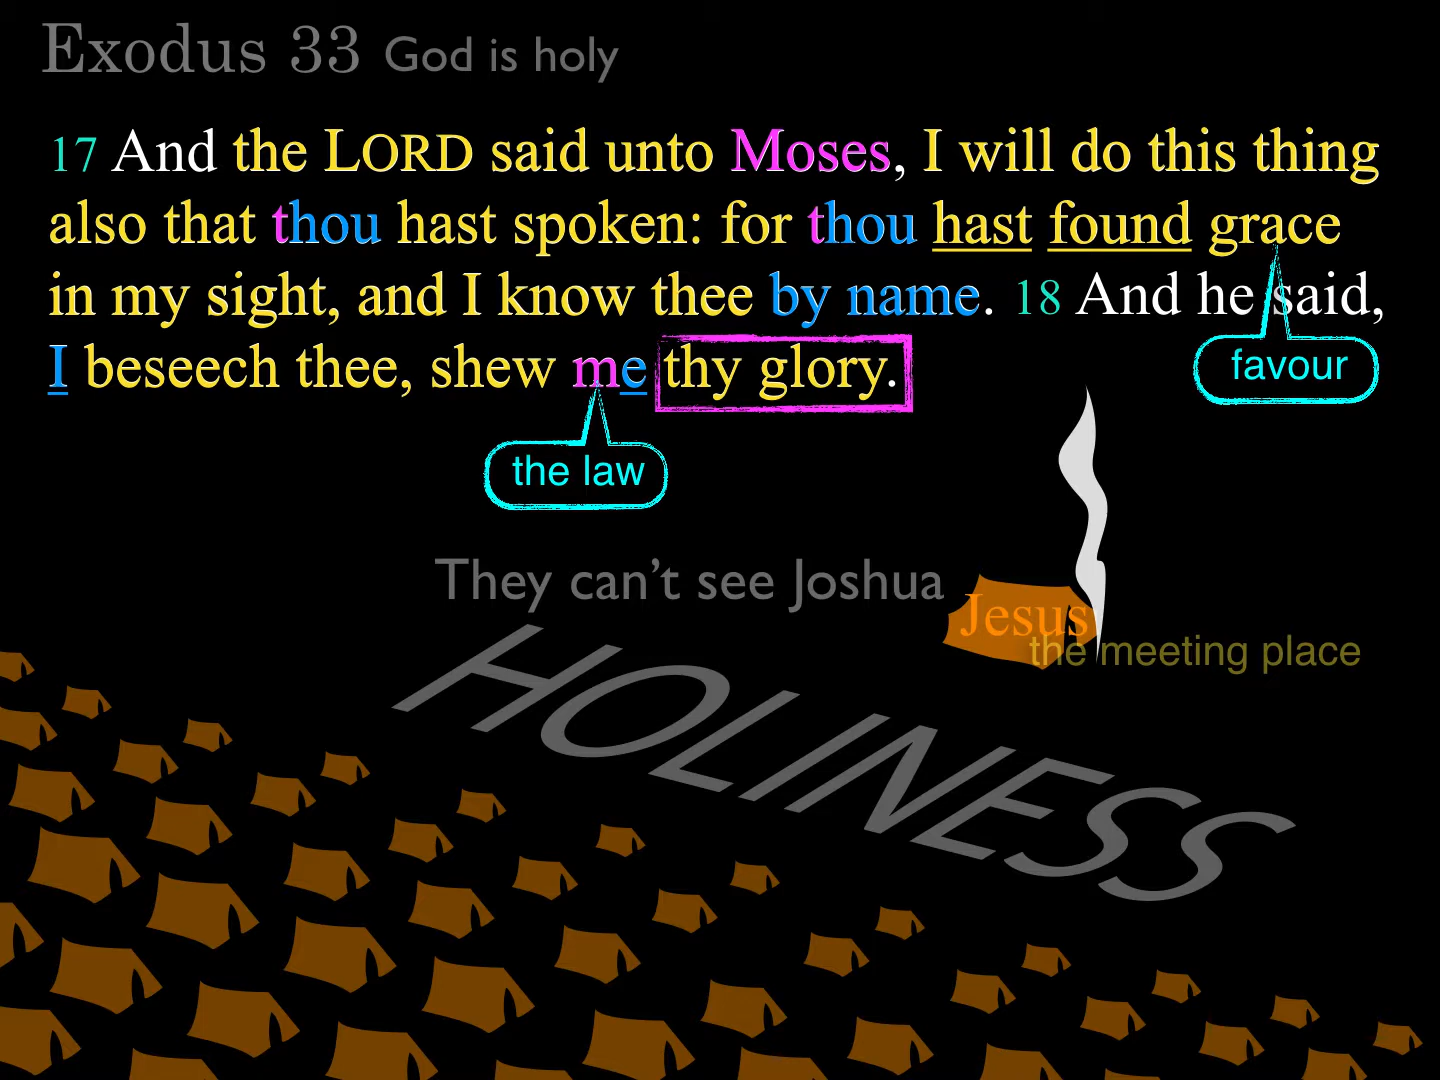 Exodus 33 God is holy
17 And the LORD said unto Moses, I will do this thing
also that thou hast spoken: for thou hast found grace
in my sight, and I know thee by name. 18 And he said,
favour
I beseech thee, shew me thy glory.
the law
They can’t see Joshua
Jesus
the meeting place
HOLINESS